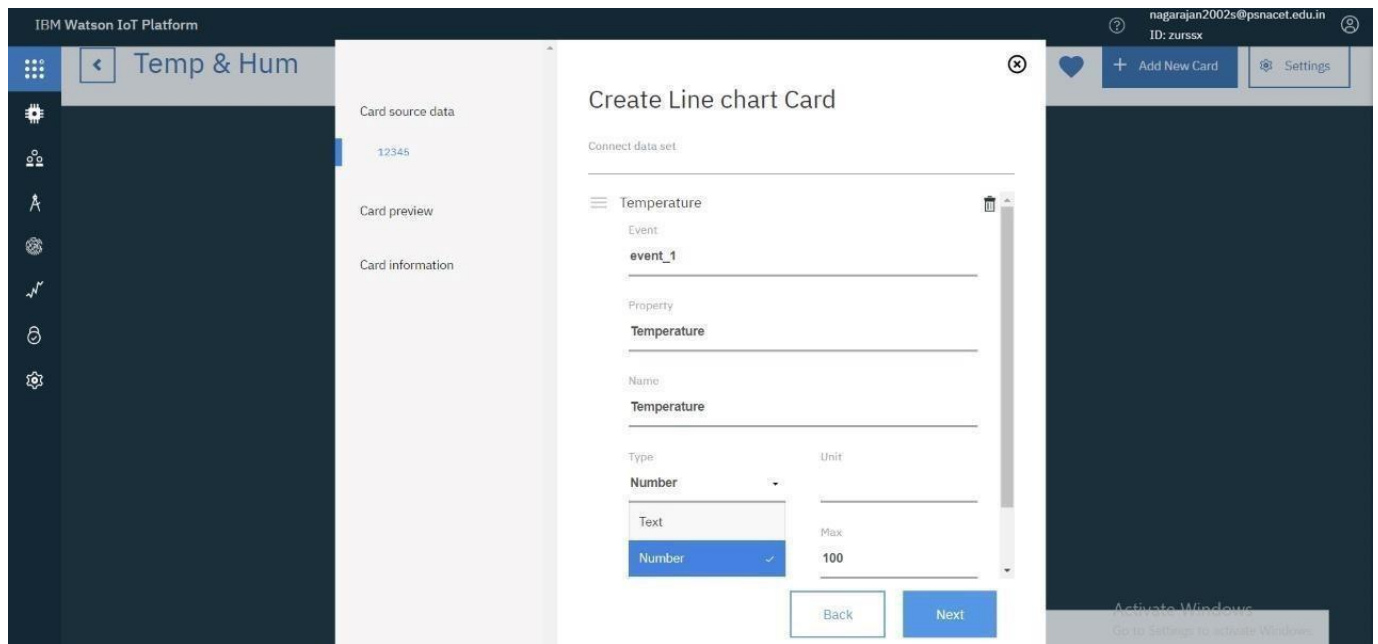 IBM Watson IoT Platform
nagarajan2002s@psnacet.edu.in
ID: zurssx
Temp & Hum
Add New Card
Settings
Card source data
12345
Card preview
Card information
Create Line chart Card
Connect data set
Temperature
Event
event_1
Property
Temperature
Name
Temperature
Type
Unit
Number
Text
Number
Max
100
Back
Next
Activate Windows
Go to Settings to activate Windows.